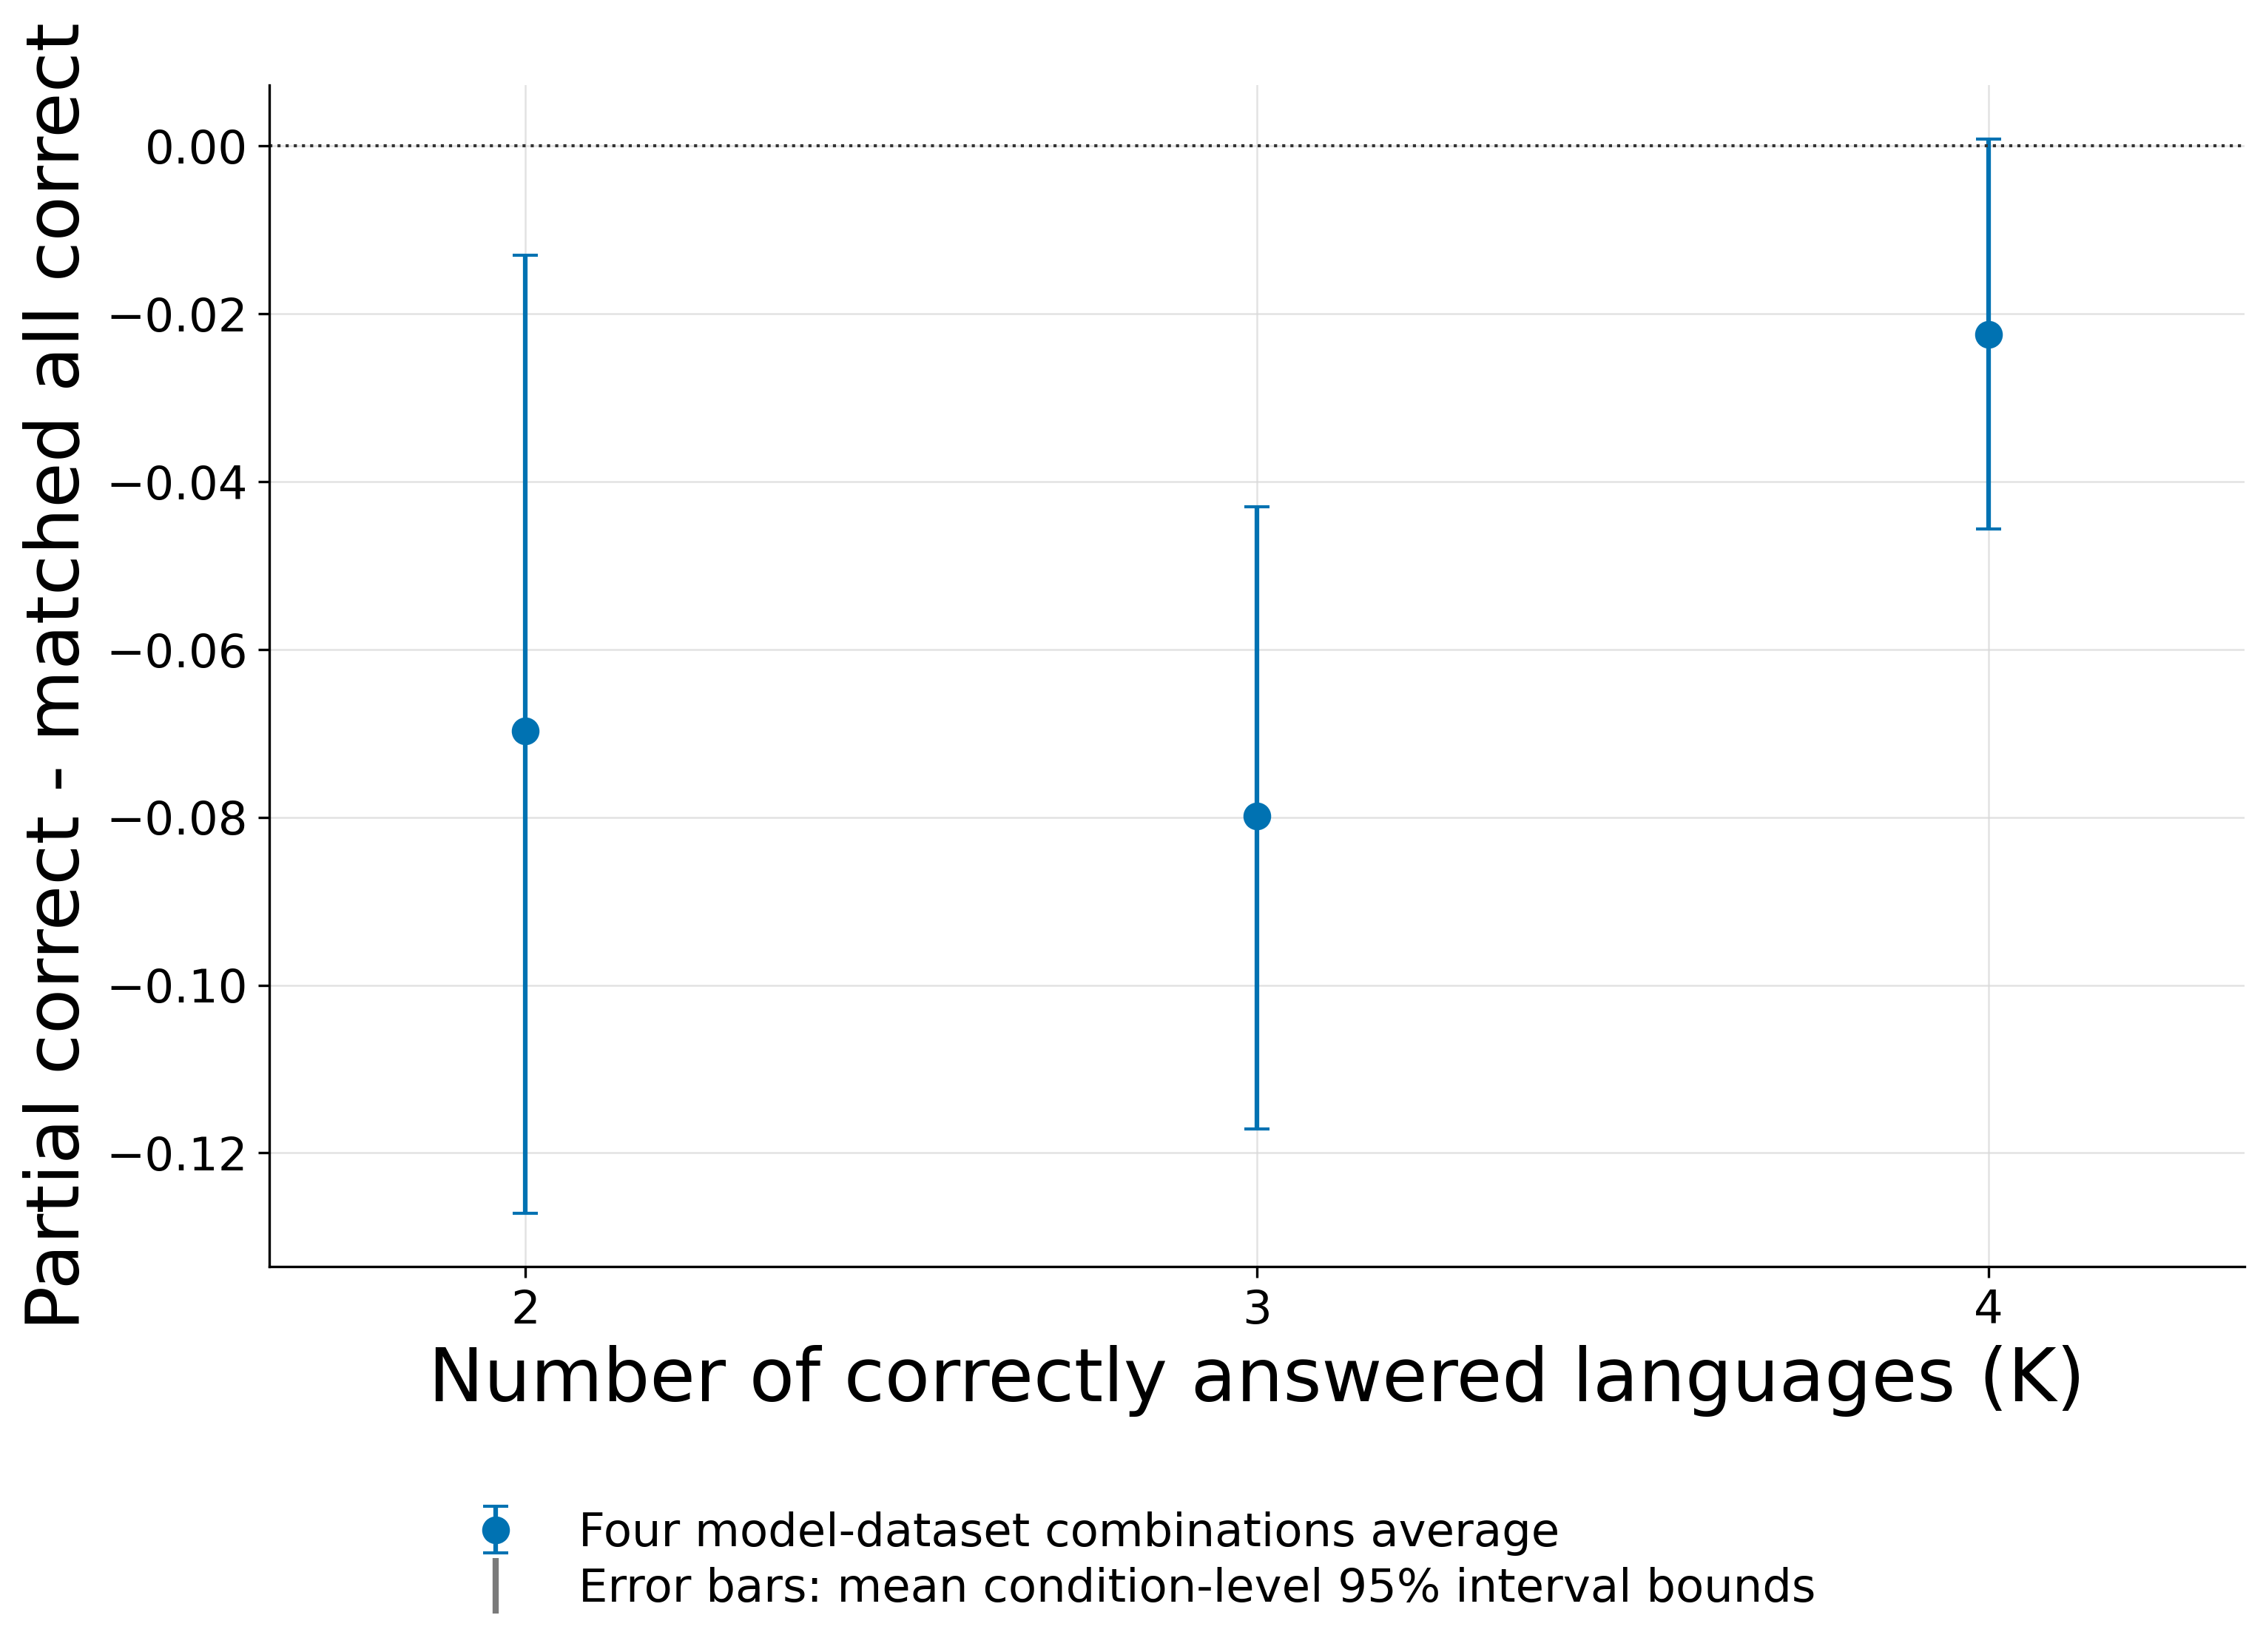 Partial correct - matched all correct
0.00
−0.02
−0.04
−0.06
−0.08
−0.10
−0.12
2 3 4
Number of correctly answered languages (K)
Four model-dataset combinations average
Error bars: mean condition-level 95% interval bounds